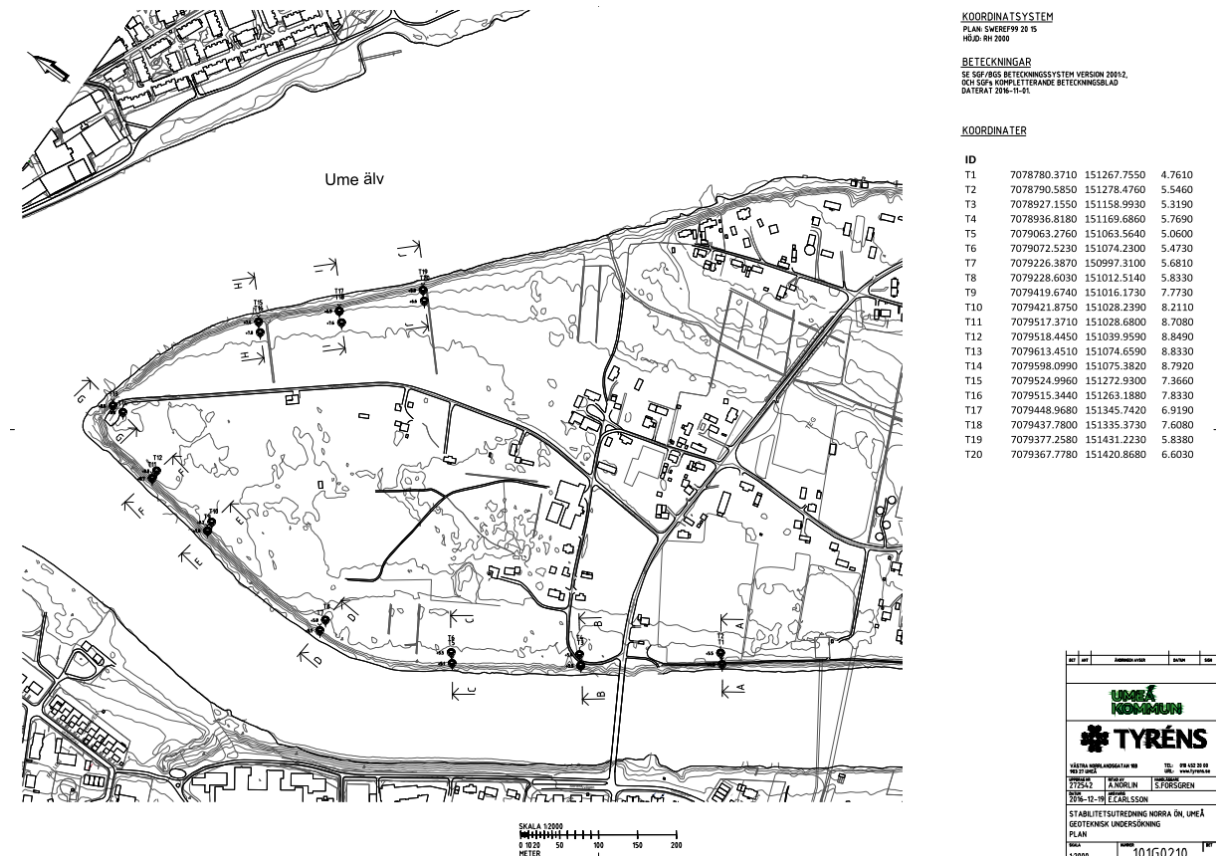 KOORDINATSYSTEM
PLAN: SWEREF99 20 15
HÖJD: RH 2000
BETECKNINGAR
SE SGF/BGS BETECKNINGSSYSTEM VERSION 2001:2,
OCH SGFs KOMPLETTERANDE BETECKNINGSBLAD
DATERAT 2016-11-01.
KOORDINATER
ID
T1 7078780.3710 151267.7550 4.7610
T2 7078790.5850 151278.4760 5.5460
T3 7078927.1550 151158.9930 5.3190
T4 7078936.8180 151169.6860 5.7690
T5 7079063.2760 151063.5640 5.0600
T6 7079072.5230 151074.2300 5.4730
T7 7079226.3870 150997.3100 5.6810
T8 7079228.6030 151012.5140 5.8330
T9 7079419.6740 151016.1730 7.7730
T10 7079421.8750 151028.2390 8.2110
T11 7079517.3710 151028.6800 8.7080
T12 7079518.4450 151039.9590 8.8490
T13 7079613.4510 151074.6590 8.8330
T14 7079598.0990 151075.3820 8.7920
T15 7079524.9960 151272.9300 7.3660
T16 7079515.3440 151263.1880 7.8330
T17 7079448.9680 151345.7420 6.9190
T18 7079437.7800 151335.3730 7.6080
T19 7079377.2580 151431.2230 5.8380
T20 7079367.7780 151420.8680 6.6030
Ume älv
T19
T17
T15
H
I
H
I
G
G
T12
T11
F
F
T10
E
E
D
D
T6
T5
C
C
B
B
T2
T1
A
A
UMEÅ
KOMMUN
TYRÉNS
272542 A.NORLIN S.FORSGREN
2016-12-19 E.CARLSSON
STABILITETSUTREDNING NORRA ÖN, UMEÅ
GEOTEKNISK UNDERSÖKNING
PLAN
1:2000 101G0210
SKALA 1:2000
0 10 20 50 100 150 200
METER